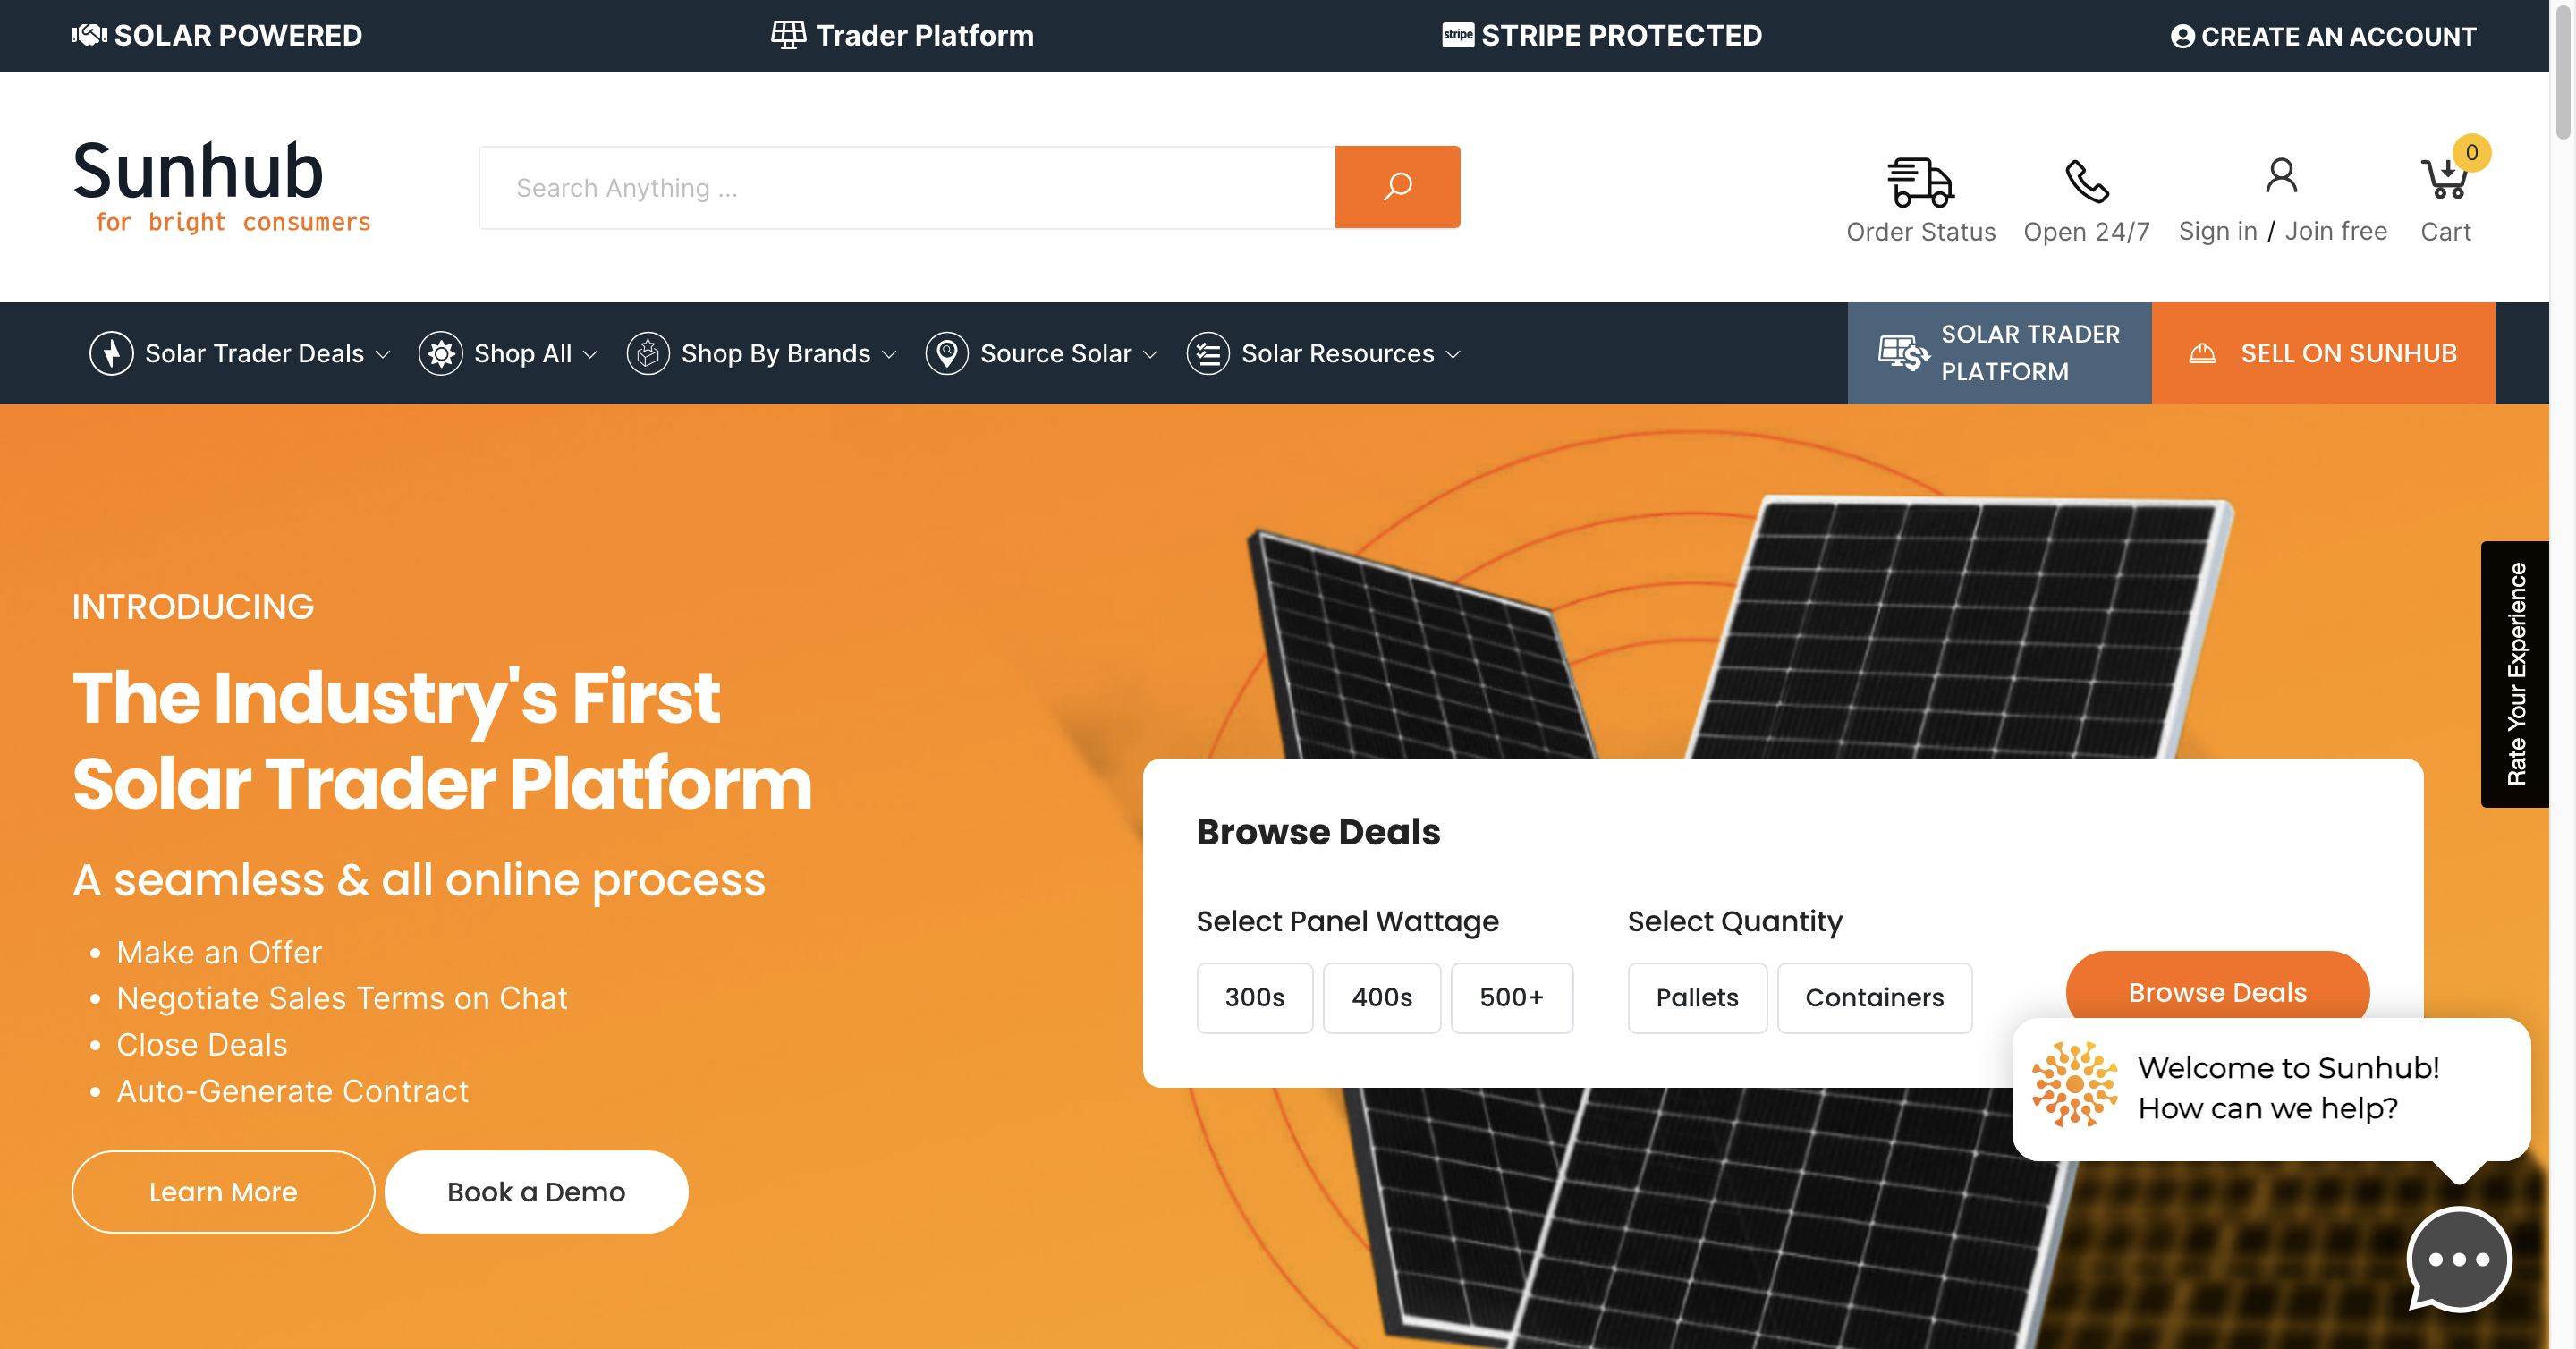 SOLAR POWERED
Trader Platform
stripe STRIPE PROTECTED
CREATE AN ACCOUNT
Sunhub
for bright consumers
Search Anything ...
Order Status
Open 24/7
Sign in / Join free
0
Cart
Solar Trader Deals
Shop All
Shop By Brands
Source Solar
Solar Resources
SOLAR TRADER
PLATFORM
SELL ON SUNHUB
INTRODUCING
The Industry's First
Solar Trader Platform
A seamless & all online process
• Make an Offer
• Negotiate Sales Terms on Chat
• Close Deals
• Auto-Generate Contract
Learn More
Book a Demo
Browse Deals
Select Panel Wattage
300s
400s
500+
Select Quantity
Pallets
Containers
Browse Deals
Rate Your Experience
Welcome to Sunhub!
How can we help?